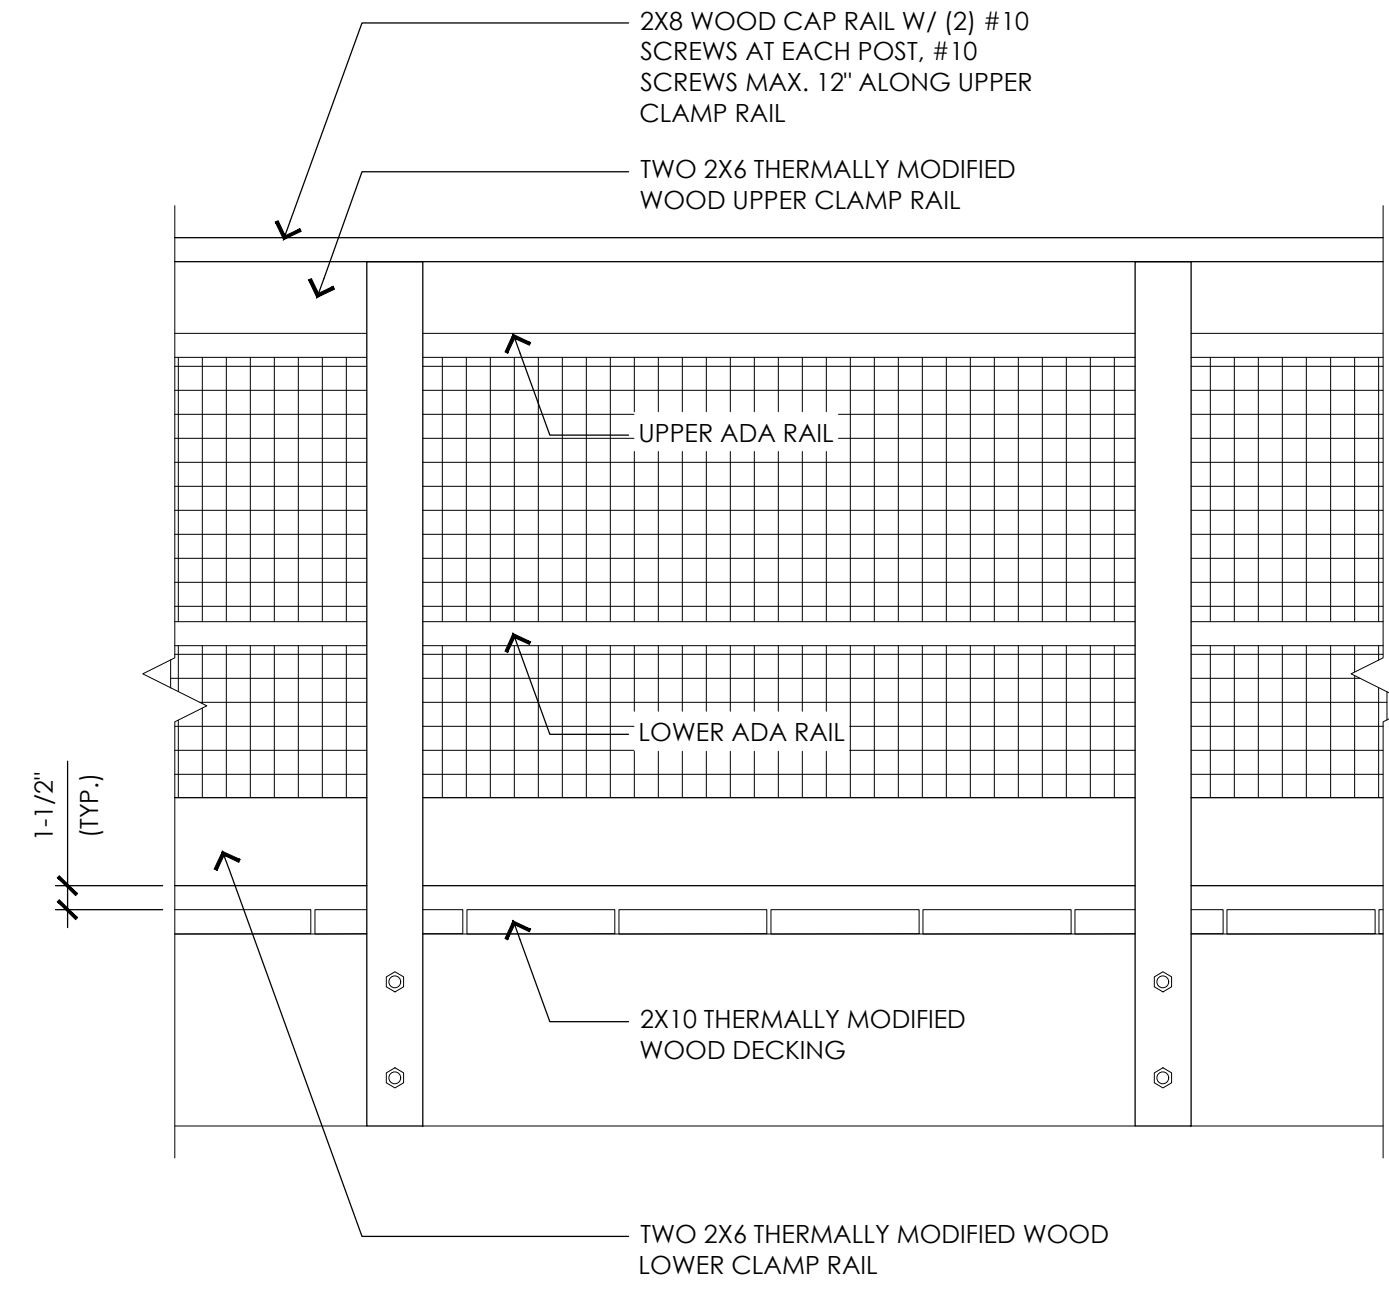 2X8 WOOD CAP RAIL W/ (2) #10
SCREWS AT EACH POST, #10
SCREWS MAX. 12" ALONG UPPER
CLAMP RAIL
TWO 2X6 THERMALLY MODIFIED
WOOD UPPER CLAMP RAIL
UPPER ADA RAIL
LOWER ADA RAIL
1-1/2"
(TYP.)
2X10 THERMALLY MODIFIED
WOOD DECKING
TWO 2X6 THERMALLY MODIFIED WOOD
LOWER CLAMP RAIL